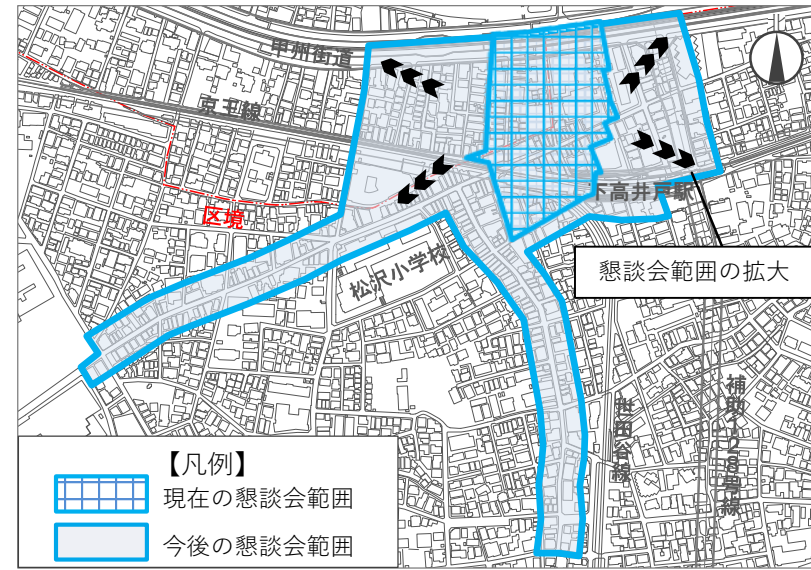 甲州街道
京王線
区境
下高井戸駅
松沢小学校
懇談会範囲の拡大
世田谷線
補助128号線
【凡例】
現在の懇談会範囲
今後の懇談会範囲